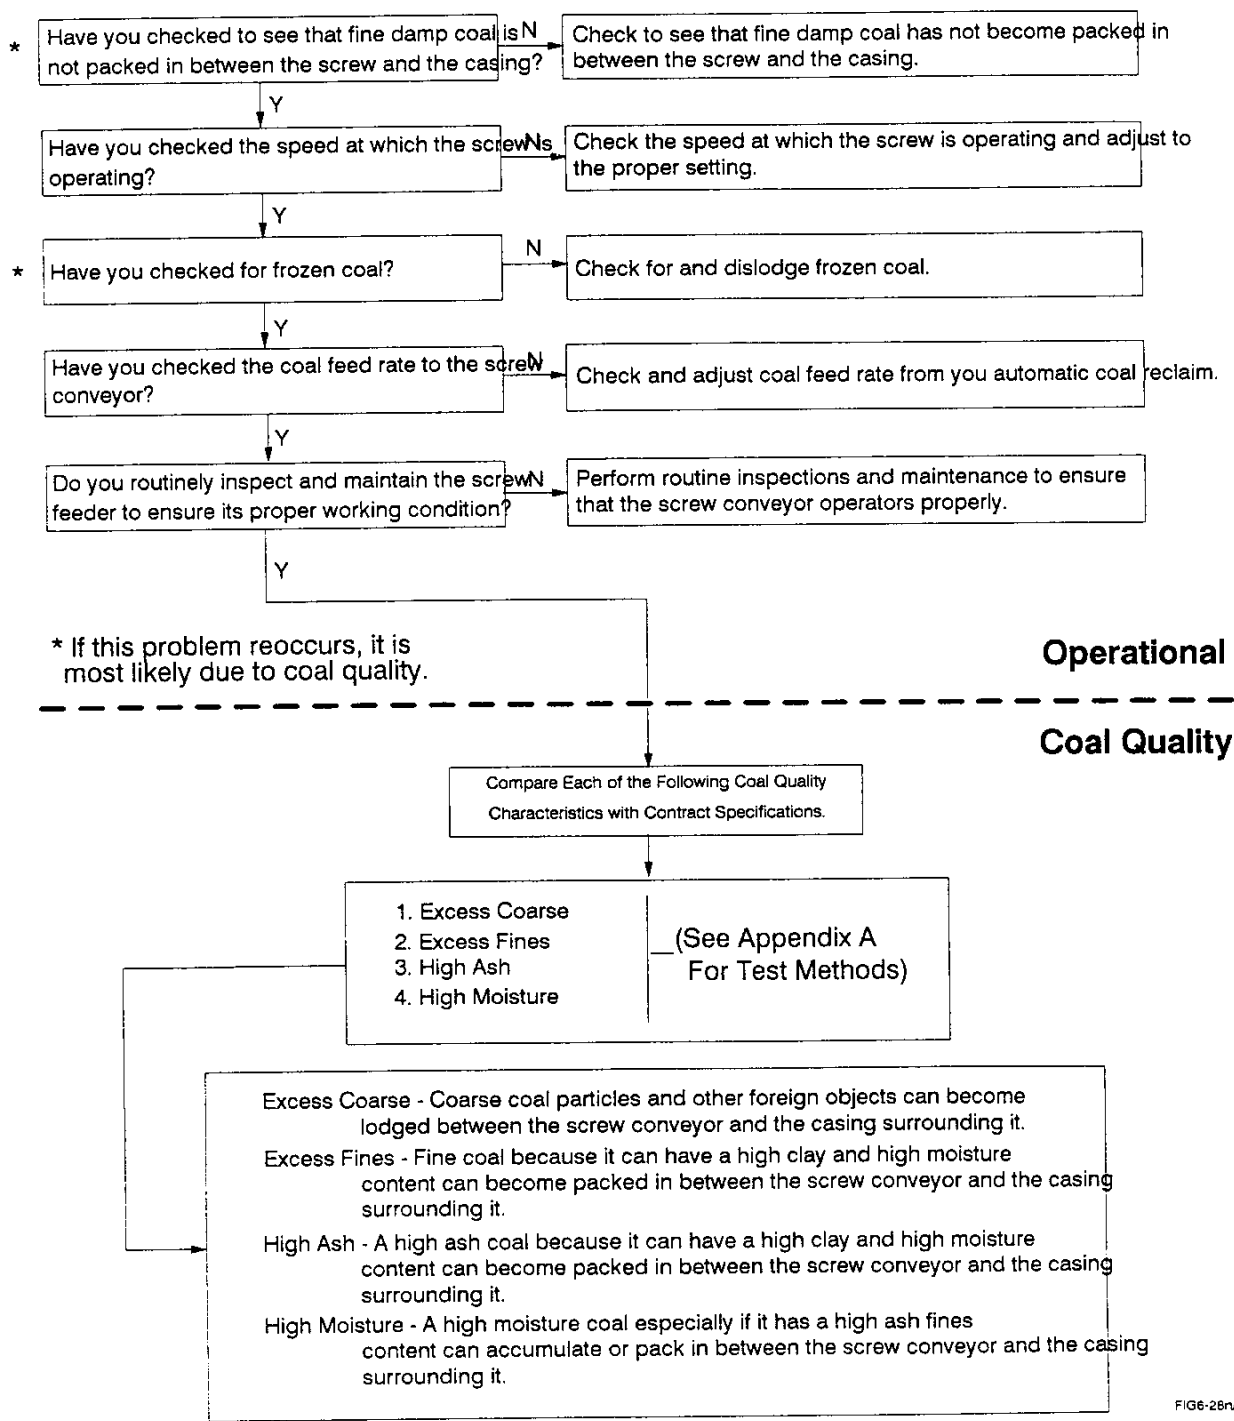 * Have you checked to see that fine damp coal is N Check to see that fine damp coal has not become packed in
not packed in between the screw and the casing? between the screw and the casing.
Y
Have you checked the speed at which the screw Ns Check the speed at which the screw is operating and adjust to
operating? the proper setting.
Y
N
* Have you checked for frozen coal? Check for and dislodge frozen coal.
Y
Have you checked the coal feed rate to the screw N
conveyor? Check and adjust coal feed rate from you automatic coal reclaim.
Y
Do you routinely inspect and maintain the screw N Perform routine inspections and maintenance to ensure
feeder to ensure its proper working condition? that the screw conveyor operators properly.
Y
* If this problem reoccurs, it is
most likely due to coal quality.
Operational
Coal Quality
Compare Each of the Following Coal Quality
Characteristics with Contract Specifications.
1. Excess Coarse
2. Excess Fines
3. High Ash
4. High Moisture
(See Appendix A
For Test Methods)
Excess Coarse - Coarse coal particles and other foreign objects can become
lodged between the screw conveyor and the casing surrounding it.
Excess Fines - Fine coal because it can have a high clay and high moisture
content can become packed in between the screw conveyor and the casing
surrounding it.
High Ash - A high ash coal because it can have a high clay and high moisture
content can become packed in between the screw conveyor and the casing
surrounding it.
High Moisture - A high moisture coal especially if it has a high ash fines
content can accumulate or pack in between the screw conveyor and the casing
surrounding it.